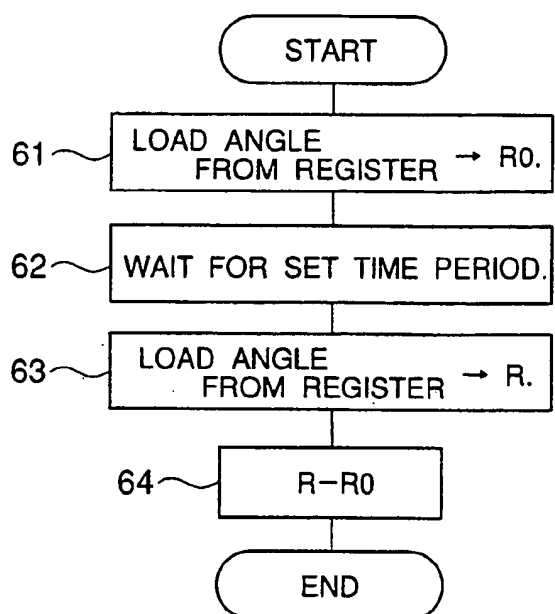 START
61
LOAD ANGLE
FROM REGISTER → R0.
62
WAIT FOR SET TIME PERIOD.
63
LOAD ANGLE
FROM REGISTER → R.
64
R-R0
END